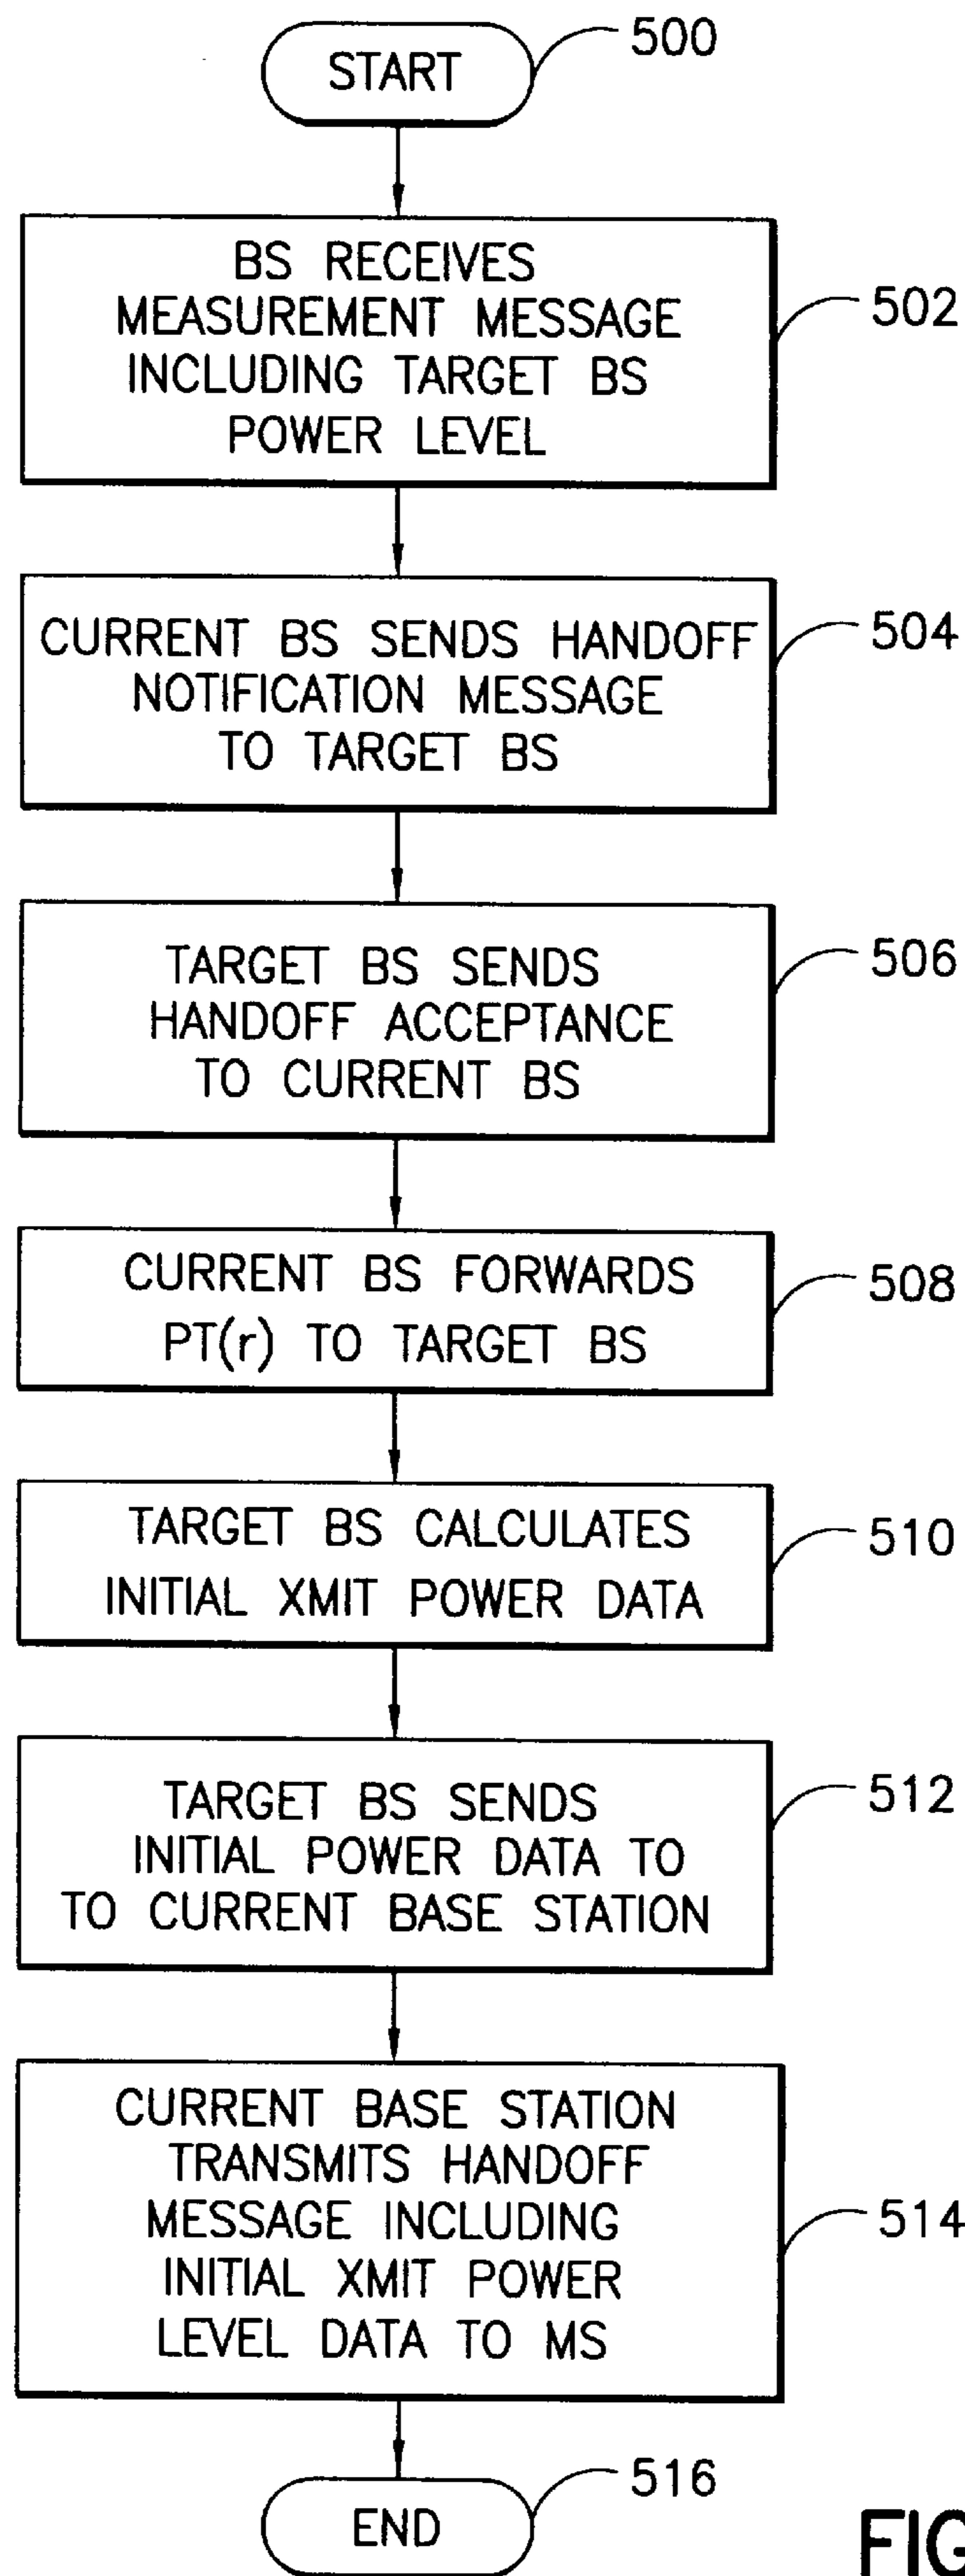 START
500
BS RECEIVES
MEASUREMENT MESSAGE
INCLUDING TARGET BS
POWER LEVEL
502
CURRENT BS SENDS HANDOFF
NOTIFICATION MESSAGE
TO TARGET BS
504
TARGET BS SENDS
HANDOFF ACCEPTANCE
TO CURRENT BS
506
CURRENT BS FORWARDS
PT(r) TO TARGET BS
508
TARGET BS CALCULATES
INITIAL XMIT POWER DATA
510
TARGET BS SENDS
INITIAL POWER DATA TO
TO CURRENT BASE STATION
512
CURRENT BASE STATION
TRANSMITS HANDOFF
MESSAGE INCLUDING
INITIAL XMIT POWER
LEVEL DATA TO MS
514
END
516
FIG